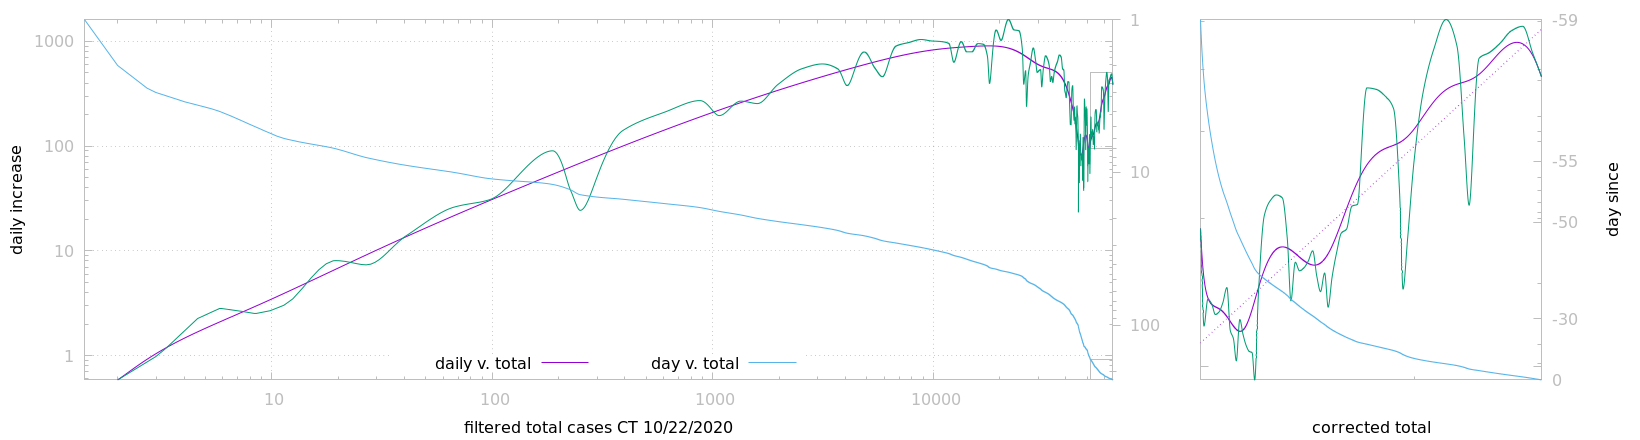 1000
100
10
1
daily increase
10
100
1000
10000
filtered total cases CT 10/22/2020
daily v. total
day v. total
1
10
100
-59
-55
-50
-30
0
day since
corrected total